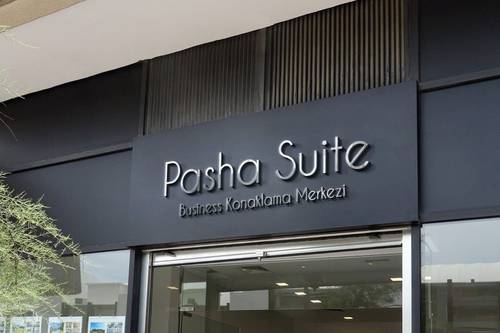 Pasha Suite
Business Konaklama Merkezi